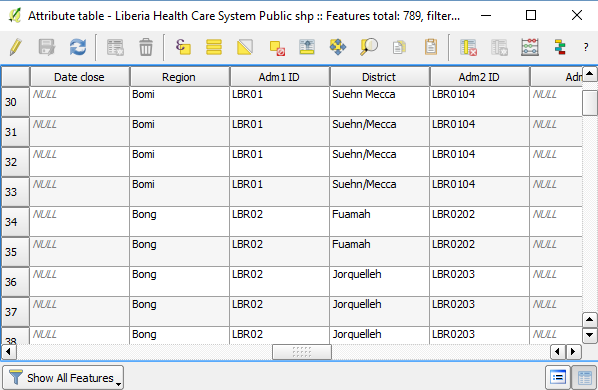 Attribute table - Liberia Health Care System Public shp :: Features total: 789, filter...
?
Date close Region Adm1 ID District Adm2 ID Adm
30 NULL Bomi LBR01 Suehn Mecca LBR0104 NULL
31 NULL Bomi LBR01 Suehn/Mecca LBR0104 NULL
32 NULL Bomi LBR01 Suehn/Mecca LBR0104 NULL
33 NULL Bomi LBR01 Suehn/Mecca LBR0104 NULL
34 NULL Bong LBR02 Fuamah LBR0202 NULL
35 NULL Bong LBR02 Fuamah LBR0202 NULL
36 NULL Bong LBR02 Jorquelleh LBR0203 NULL
37 NULL Bong LBR02 Jorquelleh LBR0203 NULL
38 NULL Bong LBR02 Jorquelleh LBR0203 NULL
Show All Features